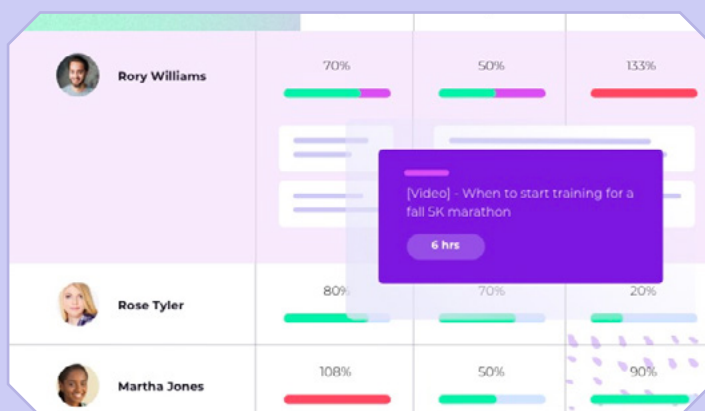 70%
50%
133%
Rory Williams
[Video] - When to start training for a
fall 5K marathon
6 hrs
80%
70%
20%
Rose Tyler
108%
50%
90%
Martha Jones